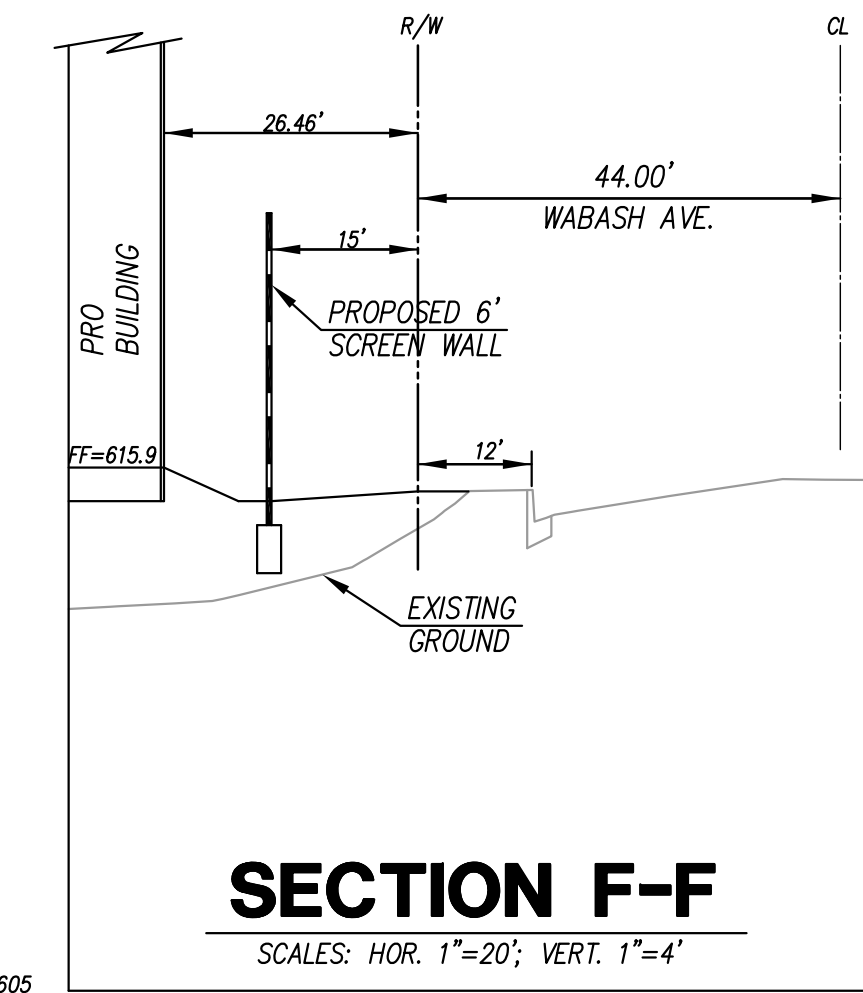 R/W
CL
26.46'
44.00'
WABASH AVE.
15'
PRO
BUILDING
PROPOSED 6'
SCREEN WALL
FF=615.9
12'
EXISTING
GROUND
SECTION F-F
SCALES: HOR. 1"=20'; VERT. 1"=4'
605